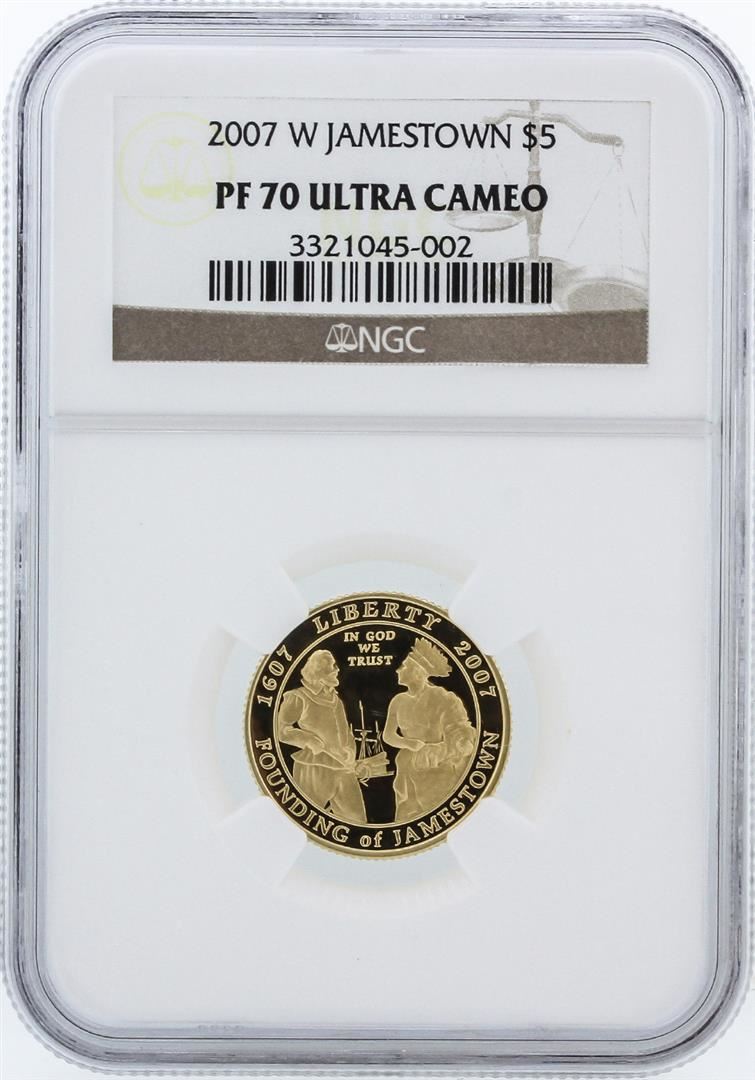 2007 W JAMESTOWN $5
PF 70 ULTRA CAMEO
3321045-002
NGC
NGC
1607 LIBERTY 2007
IN GOD
WE
TRUST
FOUNDING of JAMESTOWN